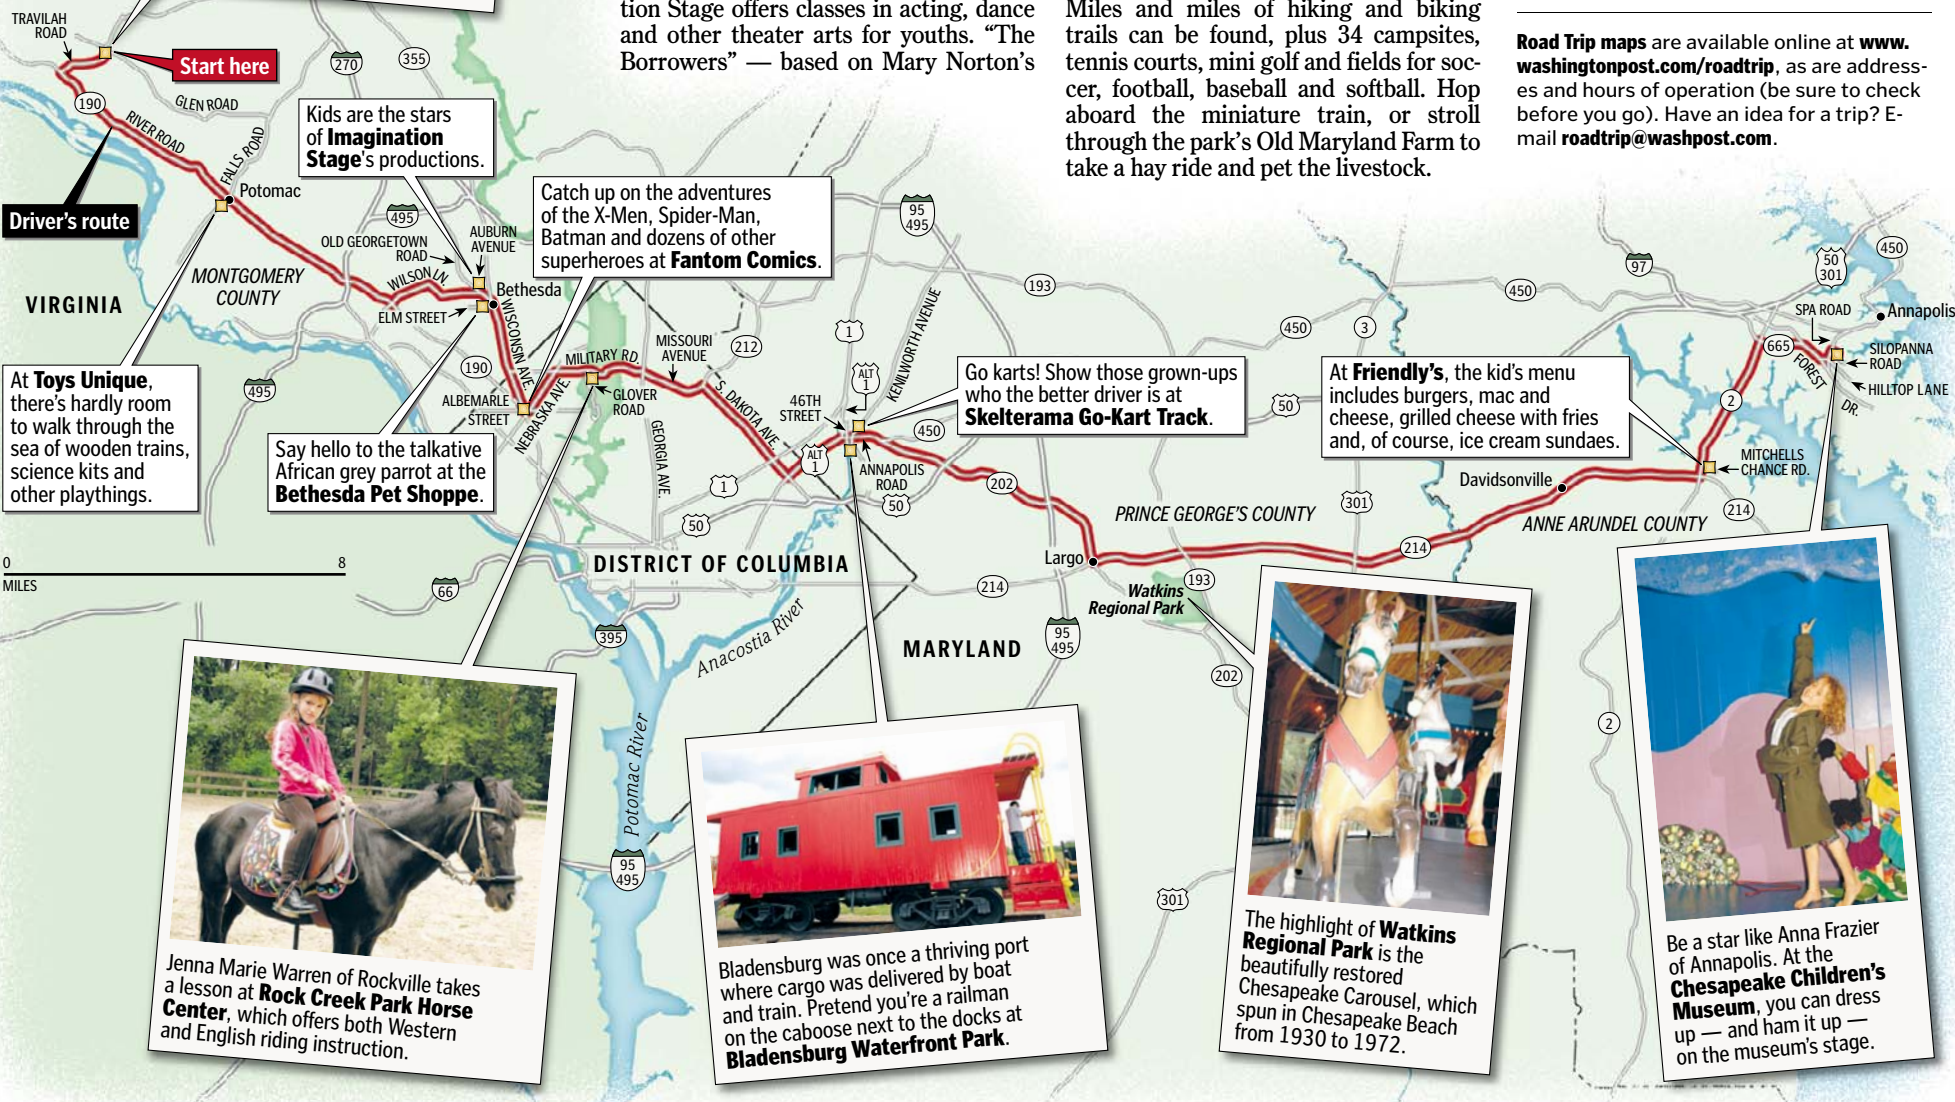 tion Stage offers classes in acting, dance
and other theater arts for youths. “The
Borrowers” — based on Mary Norton’s
Miles and miles of hiking and biking
trails can be found, plus 34 campsites,
tennis courts, mini golf and fields for soc-
cer, football, baseball and softball. Hop
aboard the miniature train, or stroll
through the park’s Old Maryland Farm to
take a hay ride and pet the livestock.
Road Trip maps are available online at www.
washingtonpost.com/roadtrip, as are address-
es and hours of operation (be sure to check
before you go). Have an idea for a trip? E-
mail roadtrip@washpost.com.
TRAVILAH
ROAD
Start here
270
355
190
GLEN ROAD
RIVER ROAD
FALLS ROAD
Potomac
Driver’s route
Kids are the stars
of Imagination
Stage's productions.
495
OLD GEORGETOWN
ROAD
AUBURN
AVENUE
MONTGOMERY
COUNTY
WILSON LN.
Bethesda
ELM STREET
VIRGINIA
Catch up on the adventures
of the X-Men, Spider-Man,
Batman and dozens of other
superheroes at Fantom Comics.
95
495
193
WISCONSIN AVE.
190
ALBEMARLE
STREET
NEBRASKA AVE.
MILITARY RD.
GLOVER
ROAD
MISSOURI
AVENUE
212
GEORGIA AVE.
S. DAKOTA AVE.
1
ALT
1
KENILWORTH AVENUE
46TH
STREET
ALT
1
ANNAPOLIS
ROAD
450
50
1
50
202
At Toys Unique,
there’s hardly room
to walk through the
sea of wooden trains,
science kits and
other playthings.
495
Say hello to the talkative
African grey parrot at the
Bethesda Pet Shoppe.
Go karts! Show those grown-ups
who the better driver is at
Skelterama Go-Kart Track.
450
3
450
97
50
301
450
SPA ROAD
Annapolis
665
FOREST
DR.
SILOPANNA
ROAD
HILLTOP LANE
2
50
At Friendly’s, the kid’s menu
includes burgers, mac and
cheese, grilled cheese with fries
and, of course, ice cream sundaes.
MITCHELLS
CHANCE RD.
Davidsonville
214
301
PRINCE GEORGE’S COUNTY
ANNE ARUNDEL COUNTY
214
Largo
DISTRICT OF COLUMBIA
0
8
MILES
66
214
193
Watkins
Regional Park
395
Anacostia River
MARYLAND
95
495
202
2
Potomac River
95
495
301
Jenna Marie Warren of Rockville takes
a lesson at Rock Creek Park Horse
Center, which offers both Western
and English riding instruction.
Bladensburg was once a thriving port
where cargo was delivered by boat
and train. Pretend you’re a railman
on the caboose next to the docks at
Bladensburg Waterfront Park.
The highlight of Watkins
Regional Park is the
beautifully restored
Chesapeake Carousel, which
spun in Chesapeake Beach
from 1930 to 1972.
Be a star like Anna Frazier
of Annapolis. At the
Chesapeake Children’s
Museum, you can dress
up — and ham it up —
on the museum’s stage.